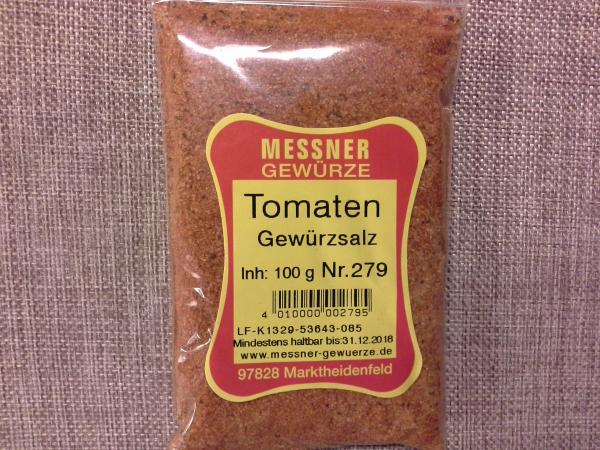 MESSNER
GEWÜRZE
Tomaten
Gewürzsalz
Inh: 100 g Nr.279
4 010000 002795
LF-K1329-53643-085
Mindestens haltbar bis:31.12.2018
www.messner-gewuerze.de
97828 Marktheidenfeld